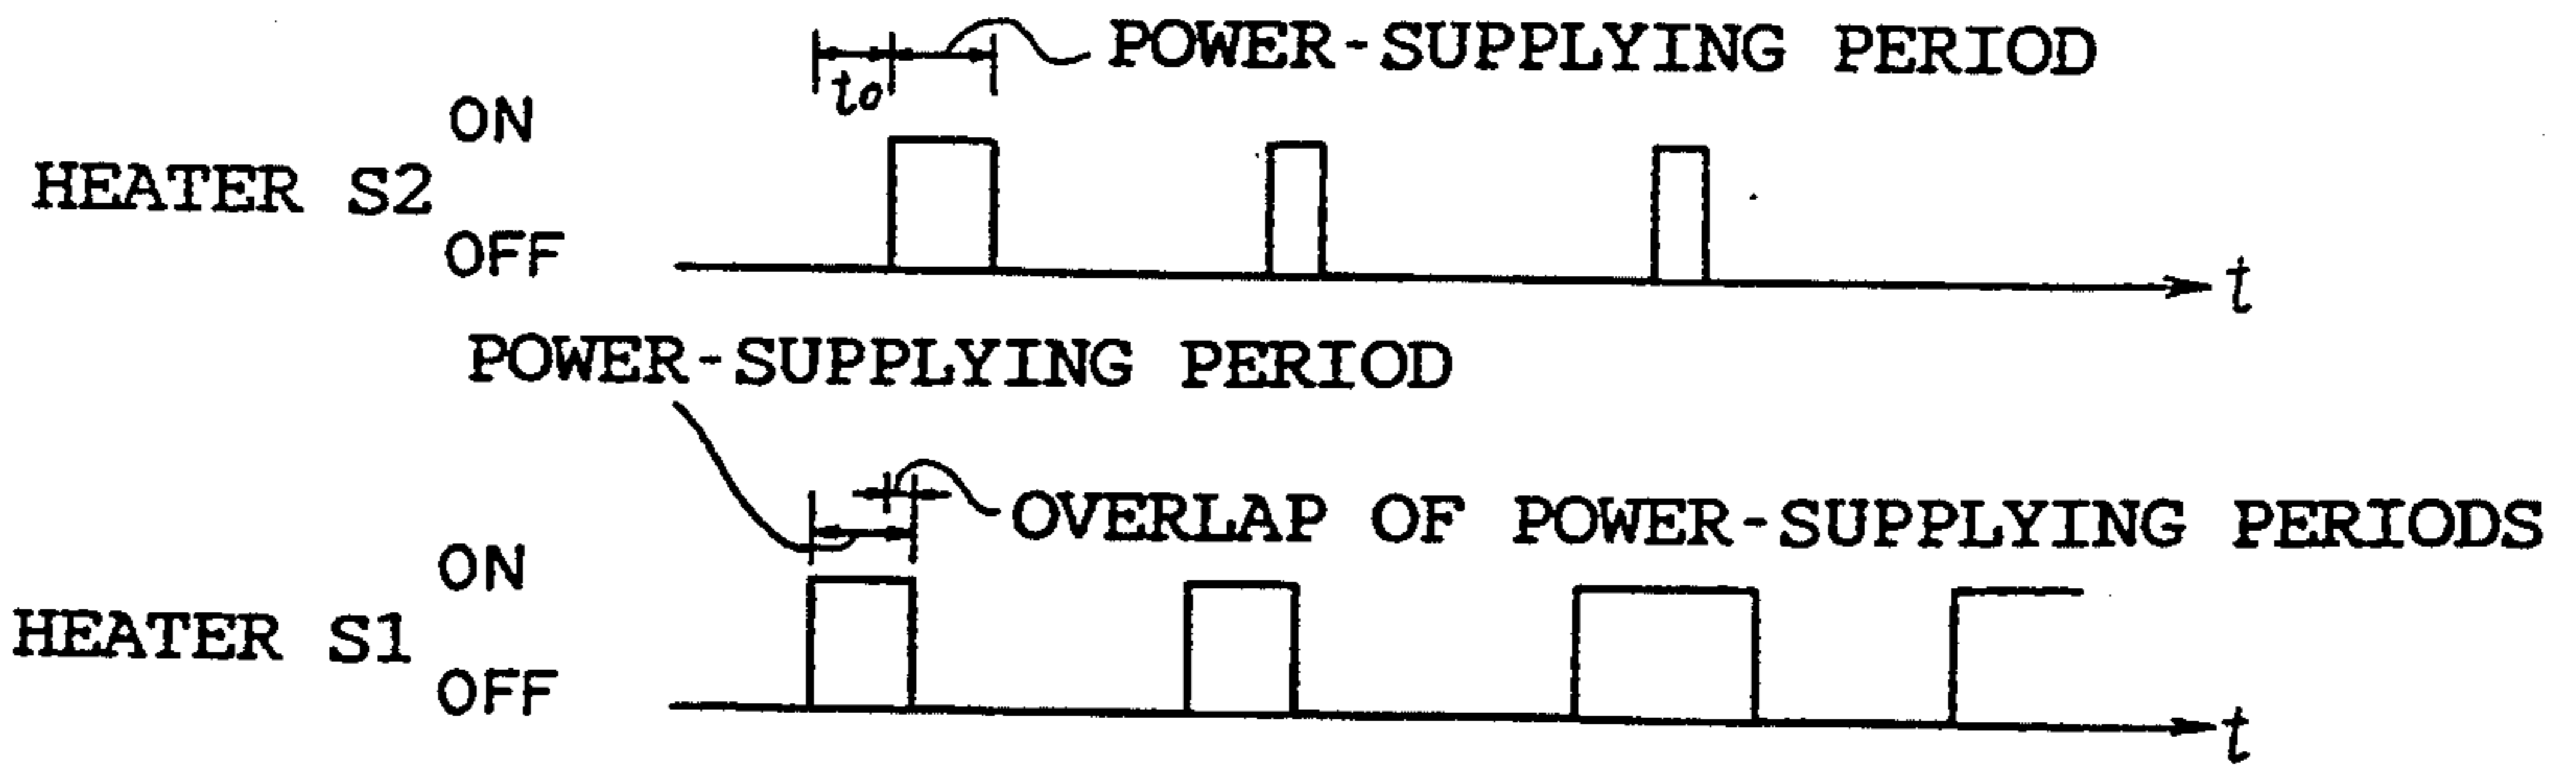 POWER-SUPPLYING PERIOD
to
ON
HEATER S2
OFF
t
POWER-SUPPLYING PERIOD
OVERLAP OF POWER-SUPPLYING PERIODS
ON
HEATER S1
OFF
t